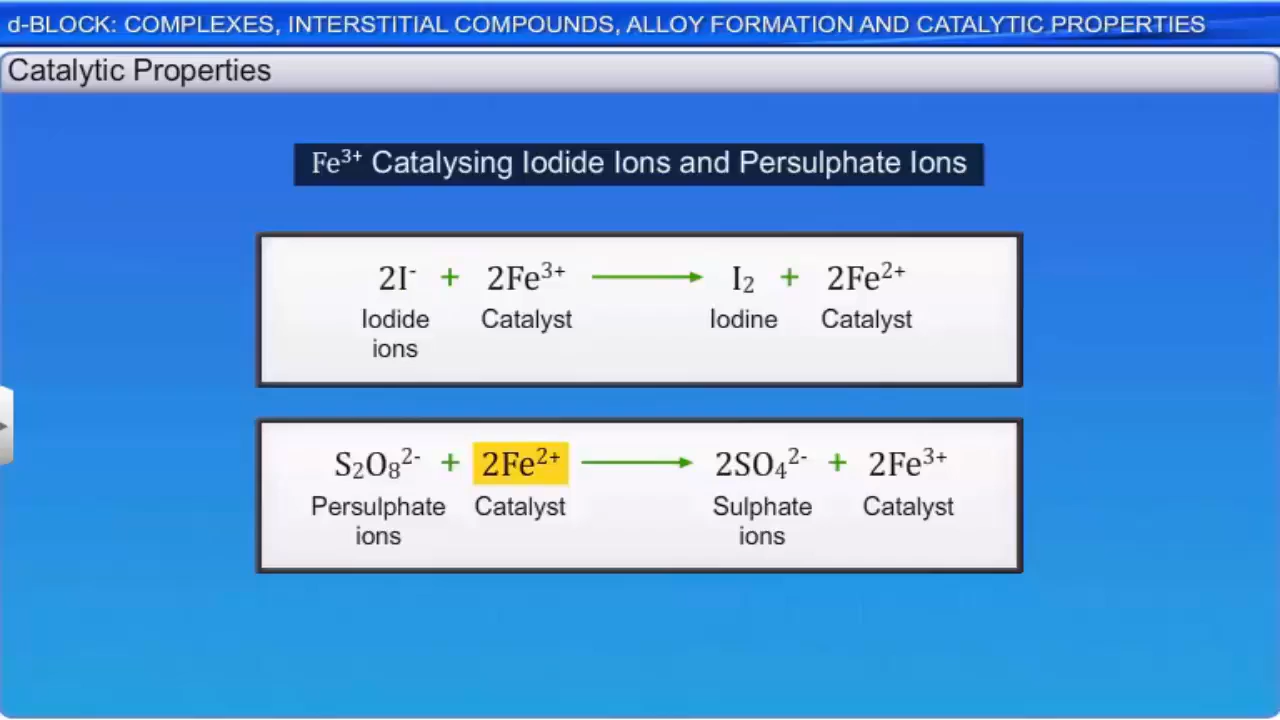 d-BLOCK: COMPLEXES, INTERSTITIAL COMPOUNDS, ALLOY FORMATION AND CATALYTIC PROPERTIES
Catalytic Properties
Fe³⁺ Catalysing Iodide Ions and Persulphate Ions
2I⁻ + 2Fe³⁺ ⟶ I₂ + 2Fe²⁺
Iodide Catalyst Iodine Catalyst
ions
S₂O₈²⁻ + 2Fe²⁺ ⟶ 2SO₄²⁻ + 2Fe³⁺
Persulphate Catalyst Sulphate Catalyst
ions ions